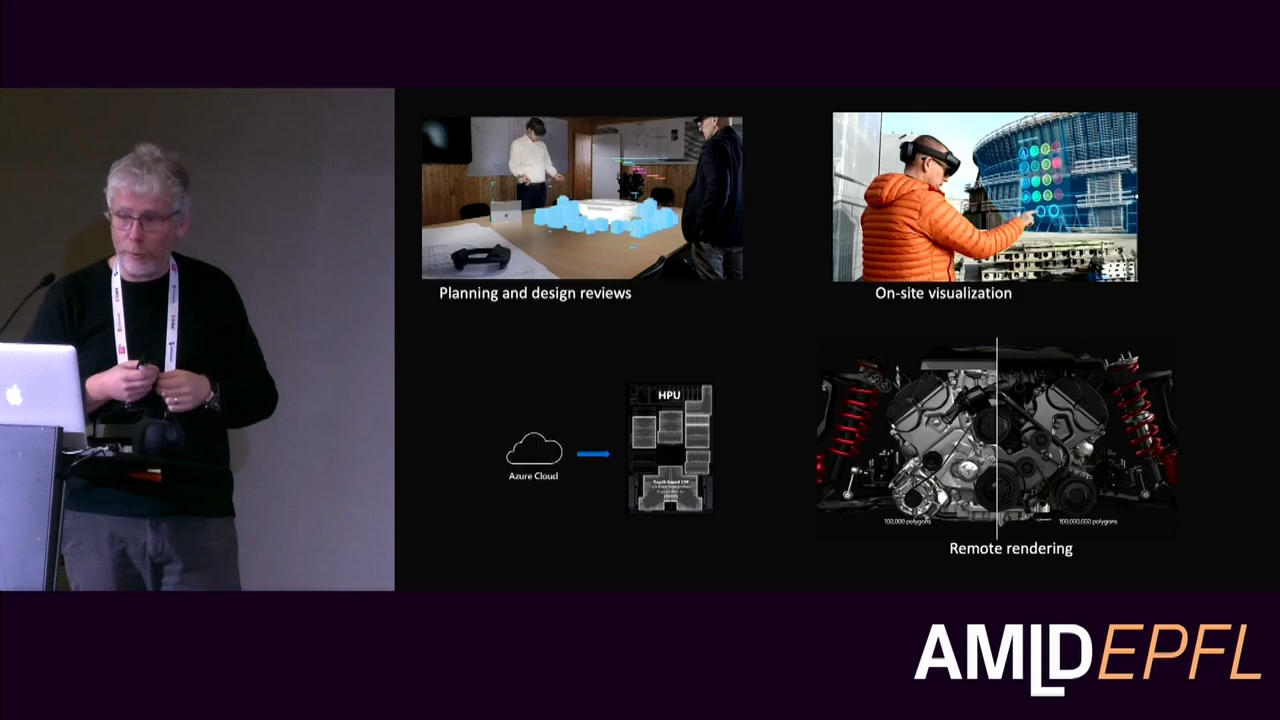 Planning and design reviews
On-site visualization
HPU
Azure Cloud
100,000 polygons
100,000,000 polygons
Remote rendering
AMLD EPFL